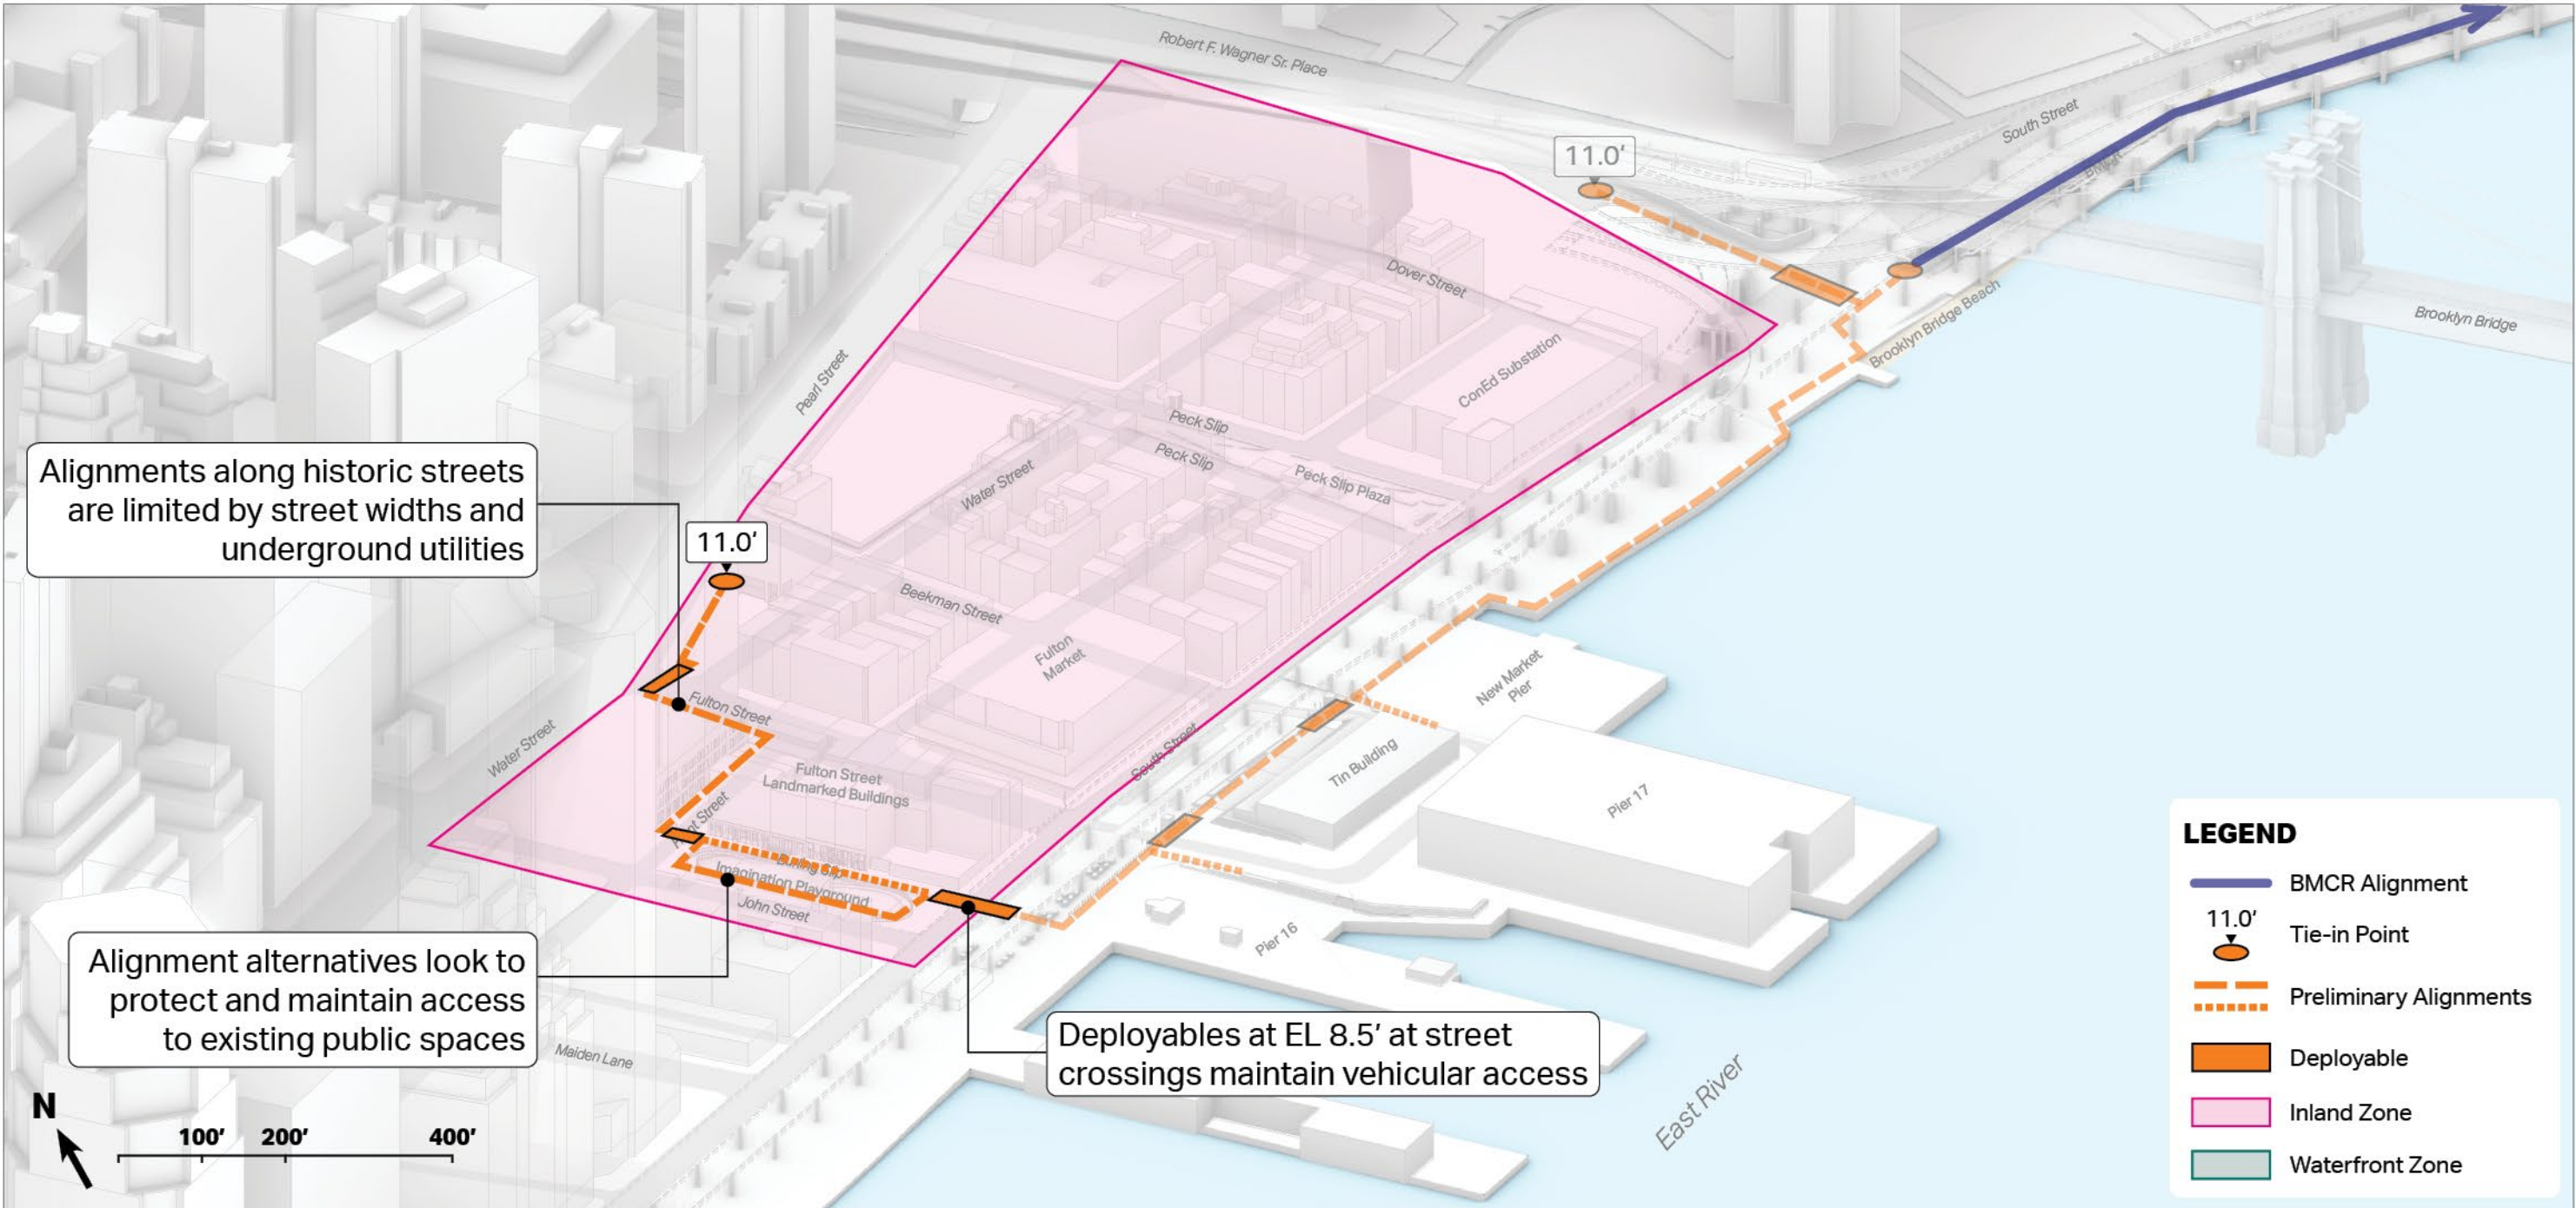 Robert F. Wagner Sr. Place
South Street
BMCR
11.0'
Dover Street
Brooklyn Bridge
Brooklyn Bridge Beach
ConEd Substation
Pearl Street
Peck Slip
Peck Slip
Peck Slip Plaza
Water Street
Alignments along historic streets
are limited by street widths and
underground utilities
11.0'
Beekman Street
Fulton
Market
New Market
Pier
Fulton Street
Water Street
South Street
Tin Building
Fulton Street
Landmarked Buildings
Pier 17
Front Street
Burling Slip
Imagination Playground
John Street
Pier 16
Alignment alternatives look to
protect and maintain access
to existing public spaces
Deployables at EL 8.5' at street
crossings maintain vehicular access
Maiden Lane
East River
N
100' 200' 400'
LEGEND
BMCR Alignment
11.0'
Tie-in Point
Preliminary Alignments
Deployable
Inland Zone
Waterfront Zone